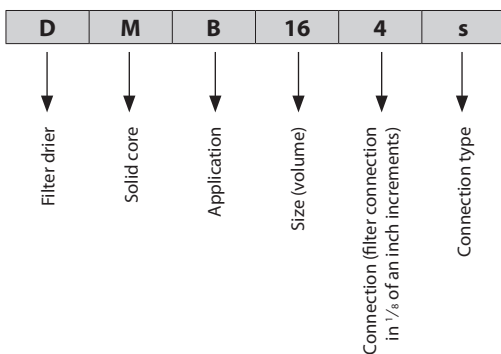 D M B 16 4 s
Filter drier
Solid core
Application
Size (volume)
Connection (filter connection
in 1/8 of an inch increments)
Connection type